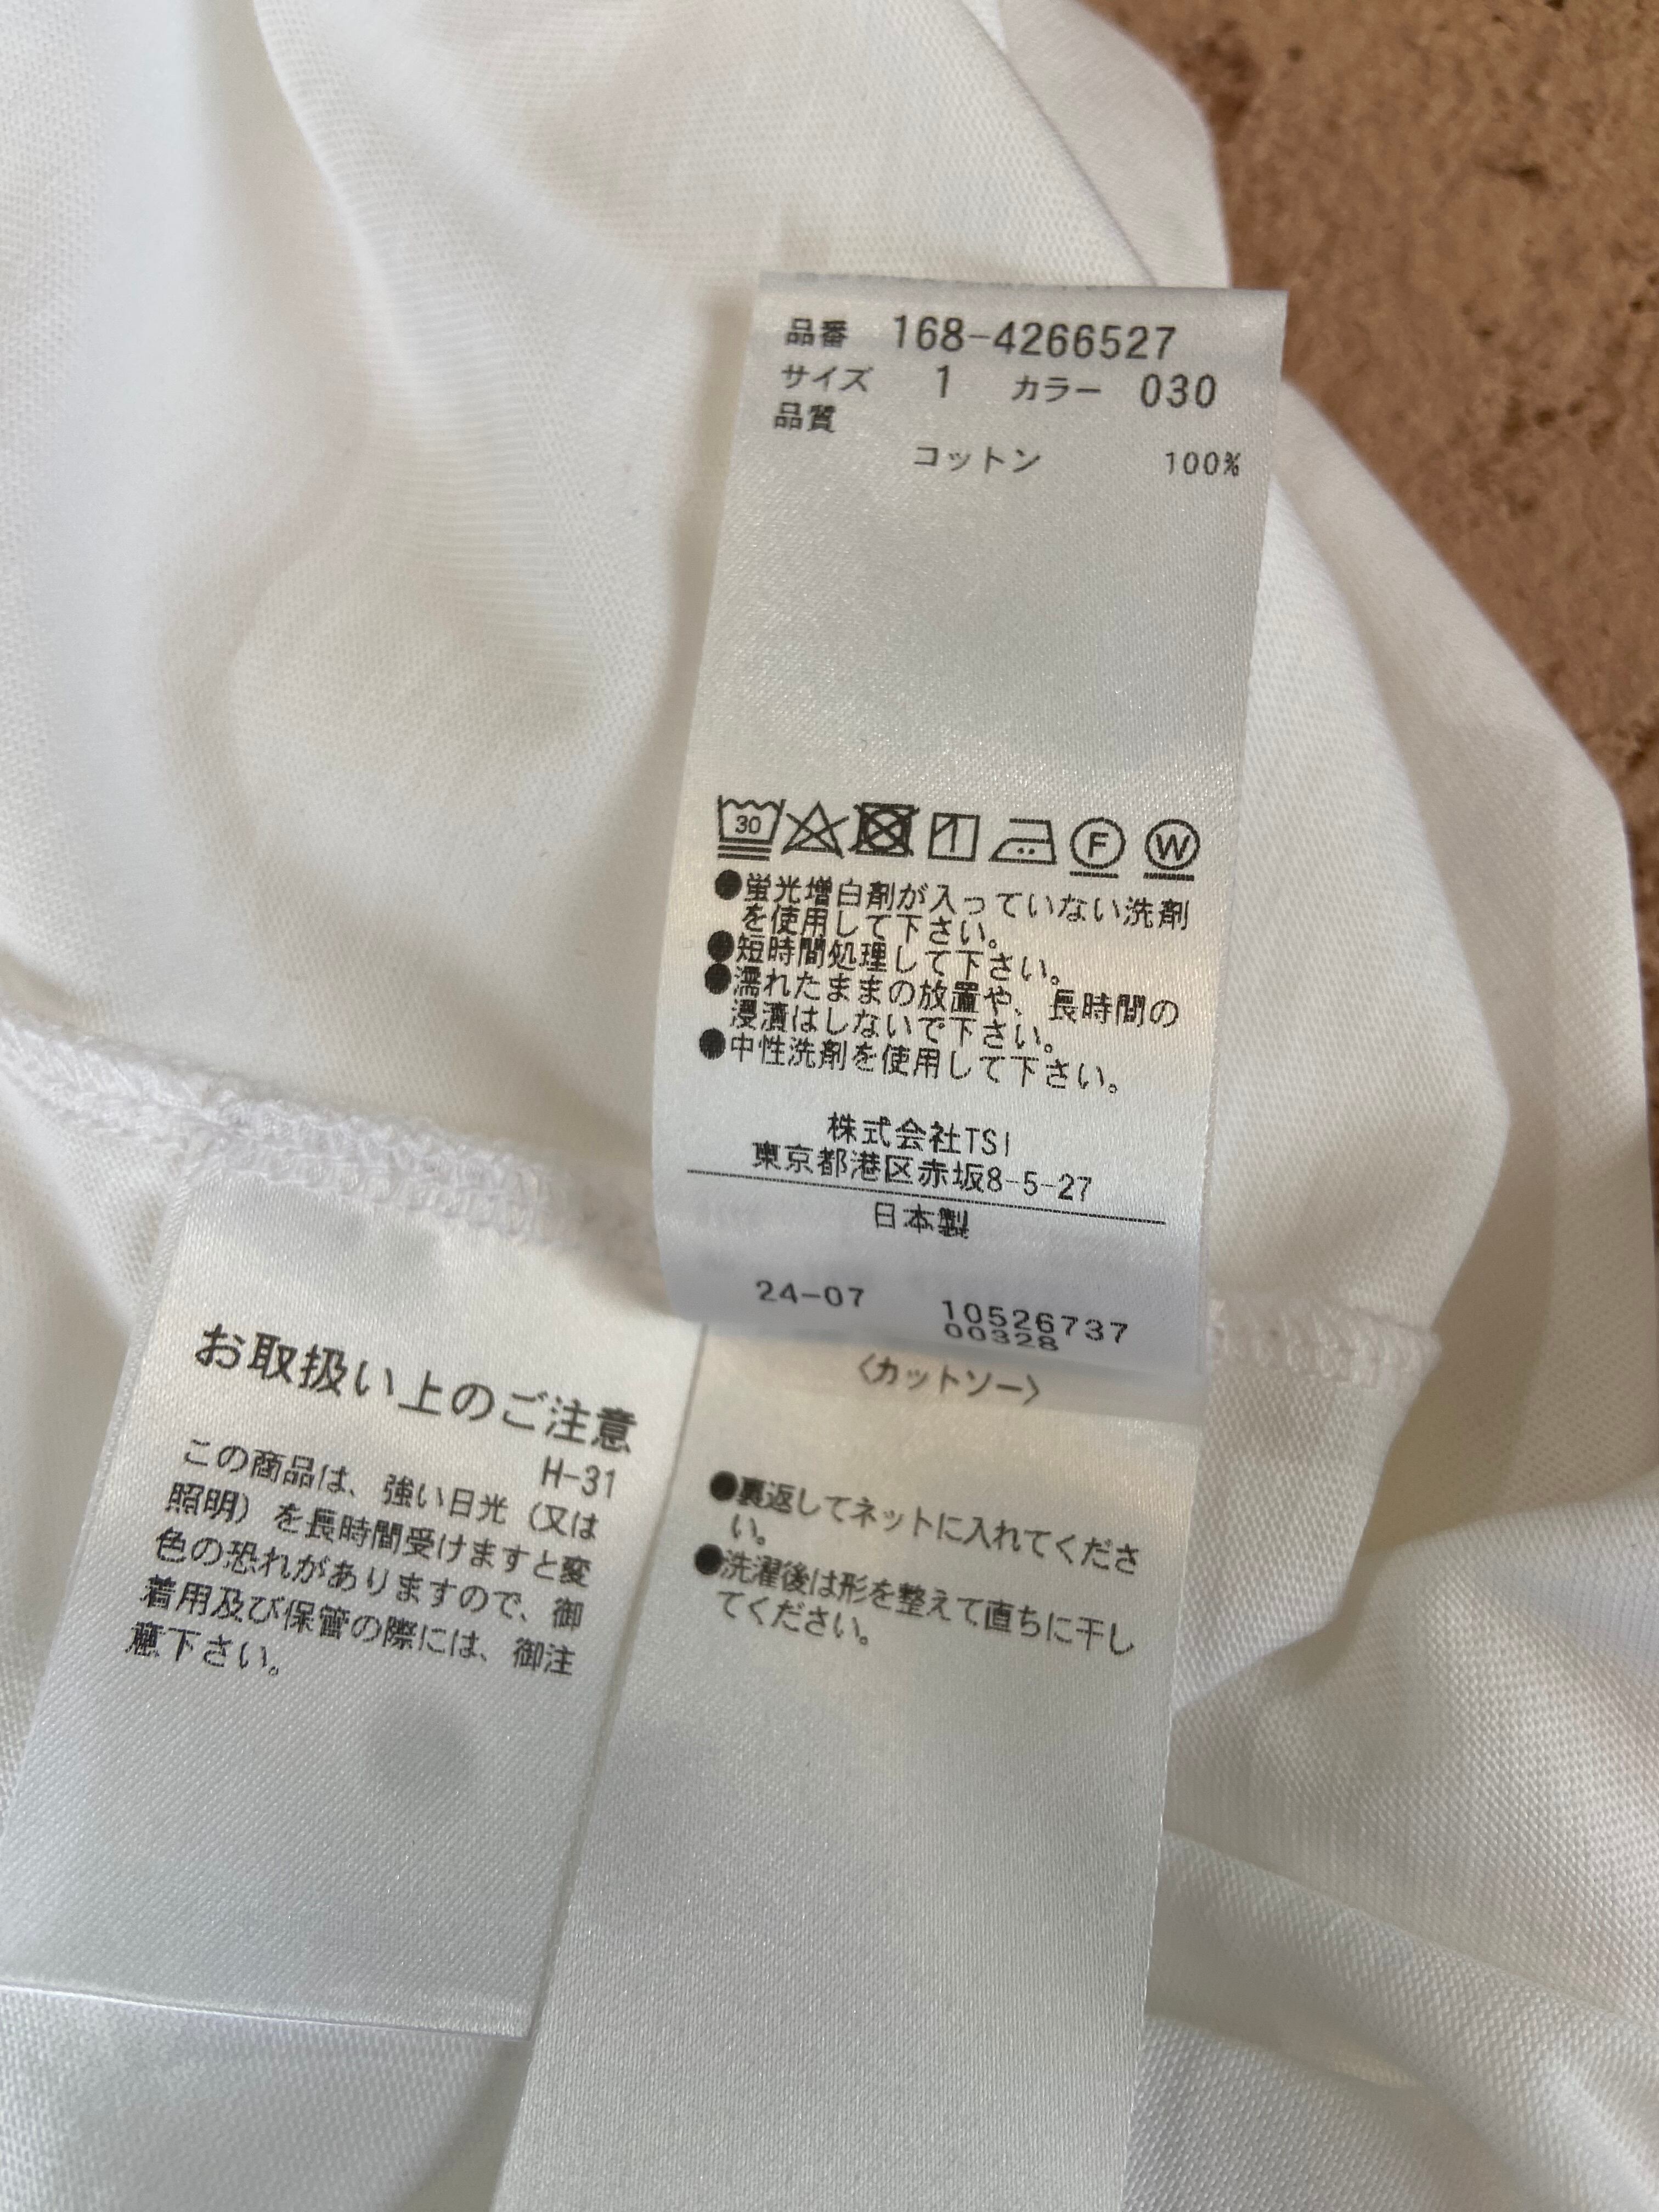 品番 168-4266527
サイズ 1 カラー 030
品質
コットン 100%
30
F W
●蛍光増白剤が入っていない洗剤
を使用して下さい。
●短時間処理して下さい。
●濡れたままの放置や、長時間の
浸漬はしないで下さい。
●中性洗剤を使用して下さい。
株式会社TSI
東京都港区赤坂8-5-27
日本製
24-07 10526737
00328
〈カットソー〉
●裏返してネットに入れてくださ
い。
●洗濯後は形を整えて直ちに干し
てください。
お取扱い上のご注意
H-31
この商品は、強い日光（又は
照明）を長時間受けますと変
色の恐れがありますので、御
着用及び保管の際には、御注
意下さい。